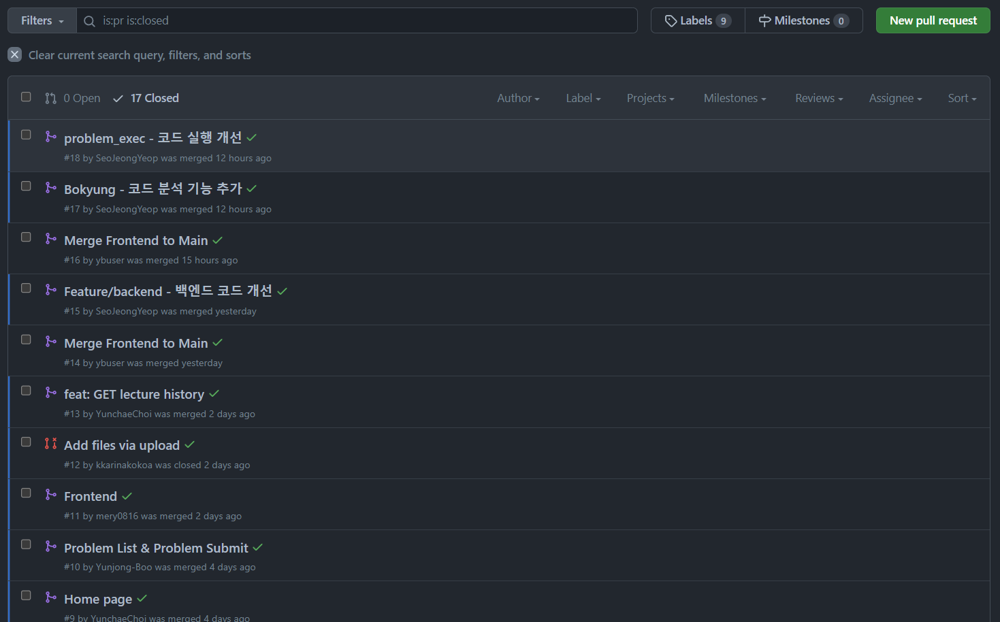 Filters is:pr is:closed Labels 9 Milestones 0 New pull request
Clear current search query, filters, and sorts
0 Open 17 Closed Author Label Projects Milestones Reviews Assignee Sort
problem_exec - 코드 실행 개선
#18 by SeoJeongYeop was merged 12 hours ago
Bokyung - 코드 분석 기능 추가
#17 by SeoJeongYeop was merged 12 hours ago
Merge Frontend to Main
#16 by ybuser was merged 15 hours ago
Feature/backend - 백엔드 코드 개선
#15 by SeoJeongYeop was merged yesterday
Merge Frontend to Main
#14 by ybuser was merged yesterday
feat: GET lecture history
#13 by YunchaeChoi was merged 2 days ago
Add files via upload
#12 by kkarinakokoa was closed 2 days ago
Frontend
#11 by mery0816 was merged 2 days ago
Problem List & Problem Submit
#10 by Yunjong-Boo was merged 4 days ago
Home page
#9 by YunchaeChoi was merged 4 days ago